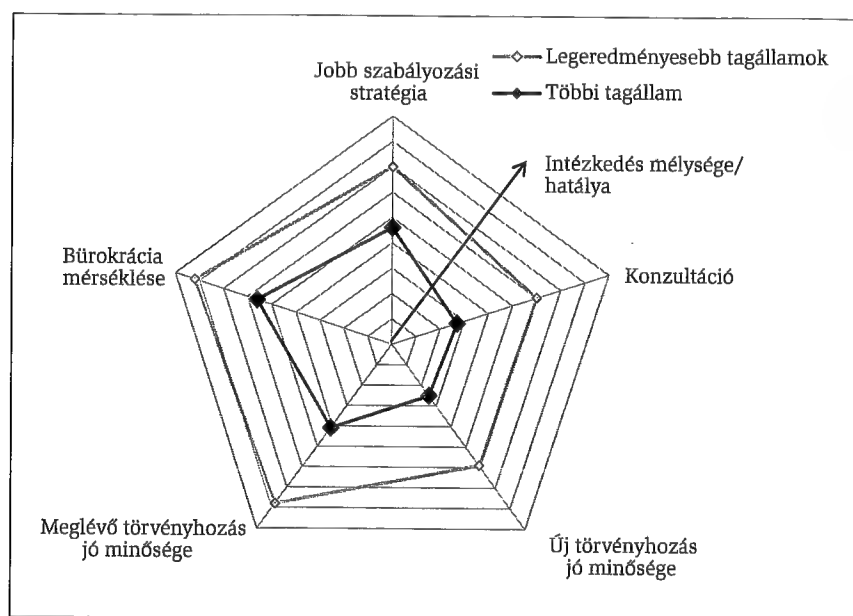 Jobb szabályozási
stratégia
Legeredményesebb tagállamok
Többi tagállam
Intézkedés mélysége/
hatálya
Bürokrácia
mérséklése
Konzultáció
Meglévő törvényhozás
jó minősége
Új törvényhozás
jó minősége